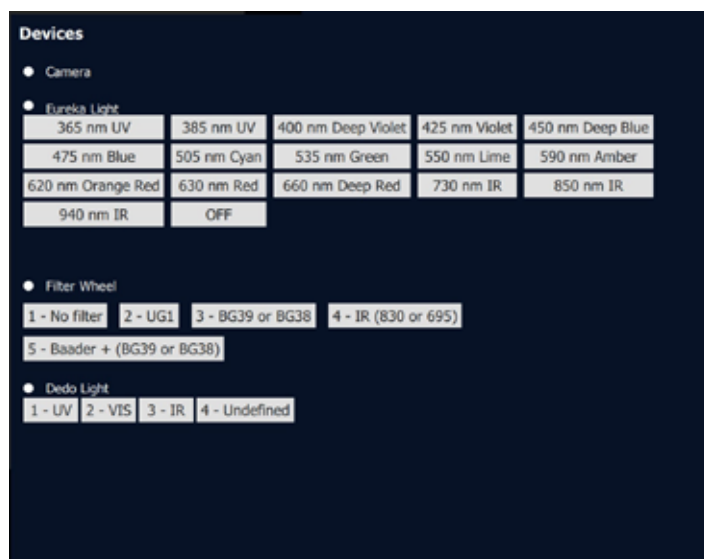 Devices
Camera
Eureka Light
365 nm UV 385 nm UV 400 nm Deep Violet 425 nm Violet 450 nm Deep Blue
475 nm Blue 505 nm Cyan 535 nm Green 550 nm Lime 590 nm Amber
620 nm Orange Red 630 nm Red 660 nm Deep Red 730 nm IR 850 nm IR
940 nm IR OFF
Filter Wheel
1 - No filter 2 - UG1 3 - BG39 or BG38 4 - IR (830 or 695)
5 - Baader + (BG39 or BG38)
Dedo Light
1 - UV 2 - VIS 3 - IR 4 - Undefined